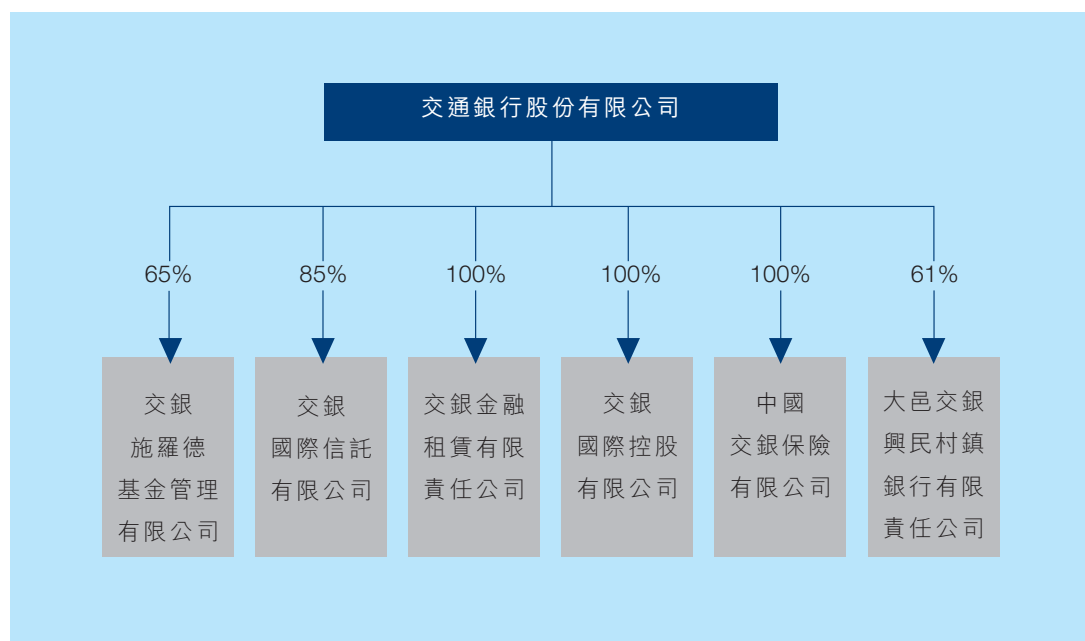 交通銀行股份有限公司
65%
85%
100%
100%
100%
61%
交銀
施羅德
基金管理
有限公司
交銀
國際信託
有限公司
交銀金融
租賃有限
責任公司
交銀
國際控股
有限公司
中國
交銀保險
有限公司
大邑交銀
興民村鎮
銀行有限
責任公司